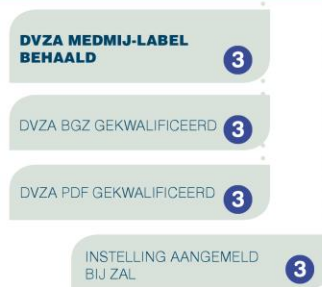 DVZA MEDMIJ-LABEL
BEHAALD
3
DVZA BGZ GEKWALIFICEERD 3
DVZA PDF GEKWALIFICEERD 3
INSTELLING AANGEMELD
BIJ ZAL
3